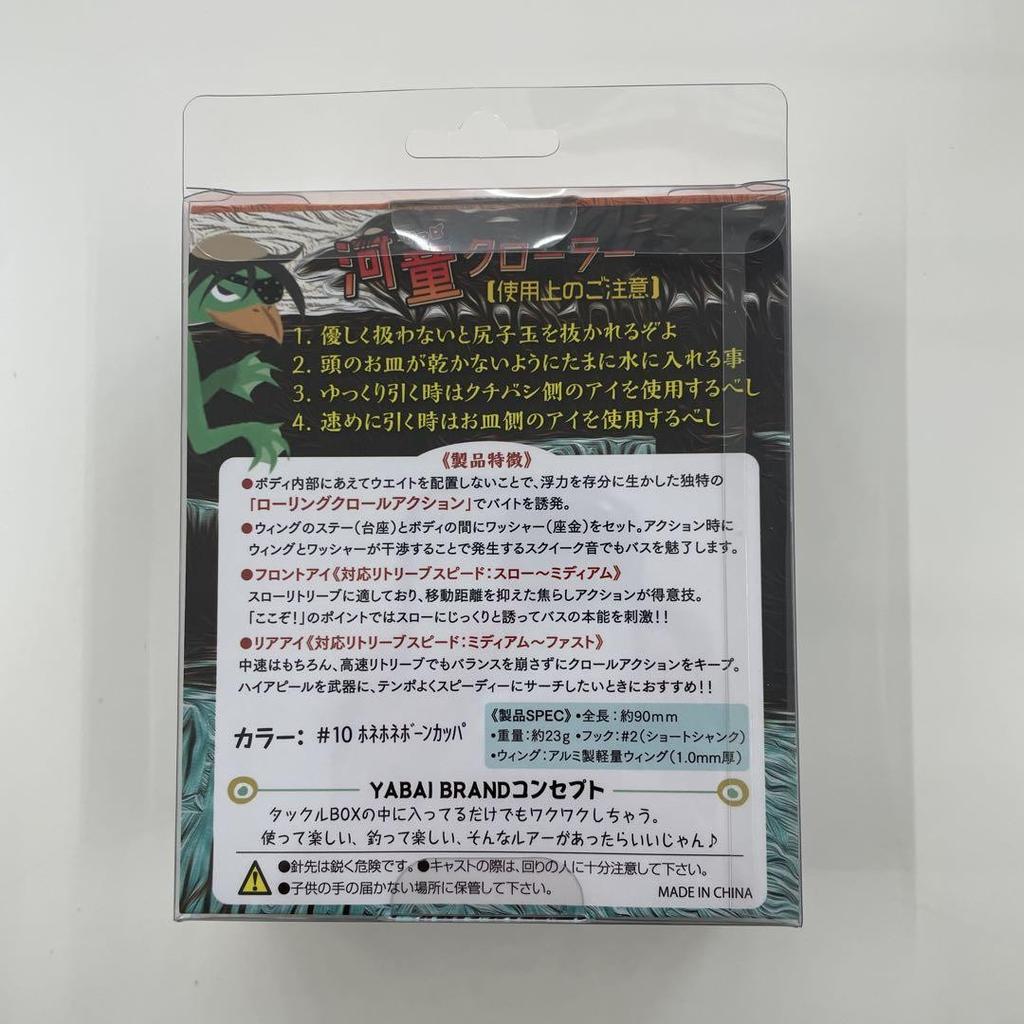 河童クローラー
【使用上のご注意】
1. 優しく扱わないと尻子玉を抜かれるぞよ
2. 頭のお皿が乾かないようにたまに水に入れる事
3. ゆっくり引く時はクチバシ側のアイを使用するべし
4. 速めに引く時はお皿側のアイを使用するべし
《製品特徴》
●ボディ内部にあえてウエイトを配置しないことで、浮力を存分に生かした独特の
「ローリングクロールアクション」でバイトを誘発。
●ウィングのステー(台座)とボディの間にワッシャー(座金)をセット。アクション時に
ウィングとワッシャーが干渉することで発生するスクイーク音でもバスを魅了します。
●フロントアイ《対応リトリーブスピード：スロー～ミディアム》
スローリトリーブに適しており、移動距離を抑えた焦らしアクションが得意技。
「ここぞ!」のポイントではスローにじっくりと誘ってバスの本能を刺激!!
●リアアイ《対応リトリーブスピード：ミディアム～ファスト》
中速はもちろん、高速リトリーブでもバランスを崩さずにクロールアクションをキープ。
ハイアピールを武器に、テンポよくスピーディーにサーチしたいときにおすすめ!!
カラー： #10 ﾎﾈﾎﾈﾎﾞｰﾝｶｯﾊﾟ
《製品SPEC》•全長：約90mm
•重量：約23g •フック：#2(ショートシャンク)
•ウィング：アルミ製軽量ウィング(1.0mm厚)
YABAI BRANDコンセプト
タックルBOXの中に入ってるだけでもワクワクしちゃう。
使って楽しい、釣って楽しい、そんなルアーがあったらいいじゃん♪
●針先は鋭く危険です。●キャストの際は、回りの人に十分注意して下さい。
●子供の手の届かない場所に保管して下さい。
MADE IN CHINA